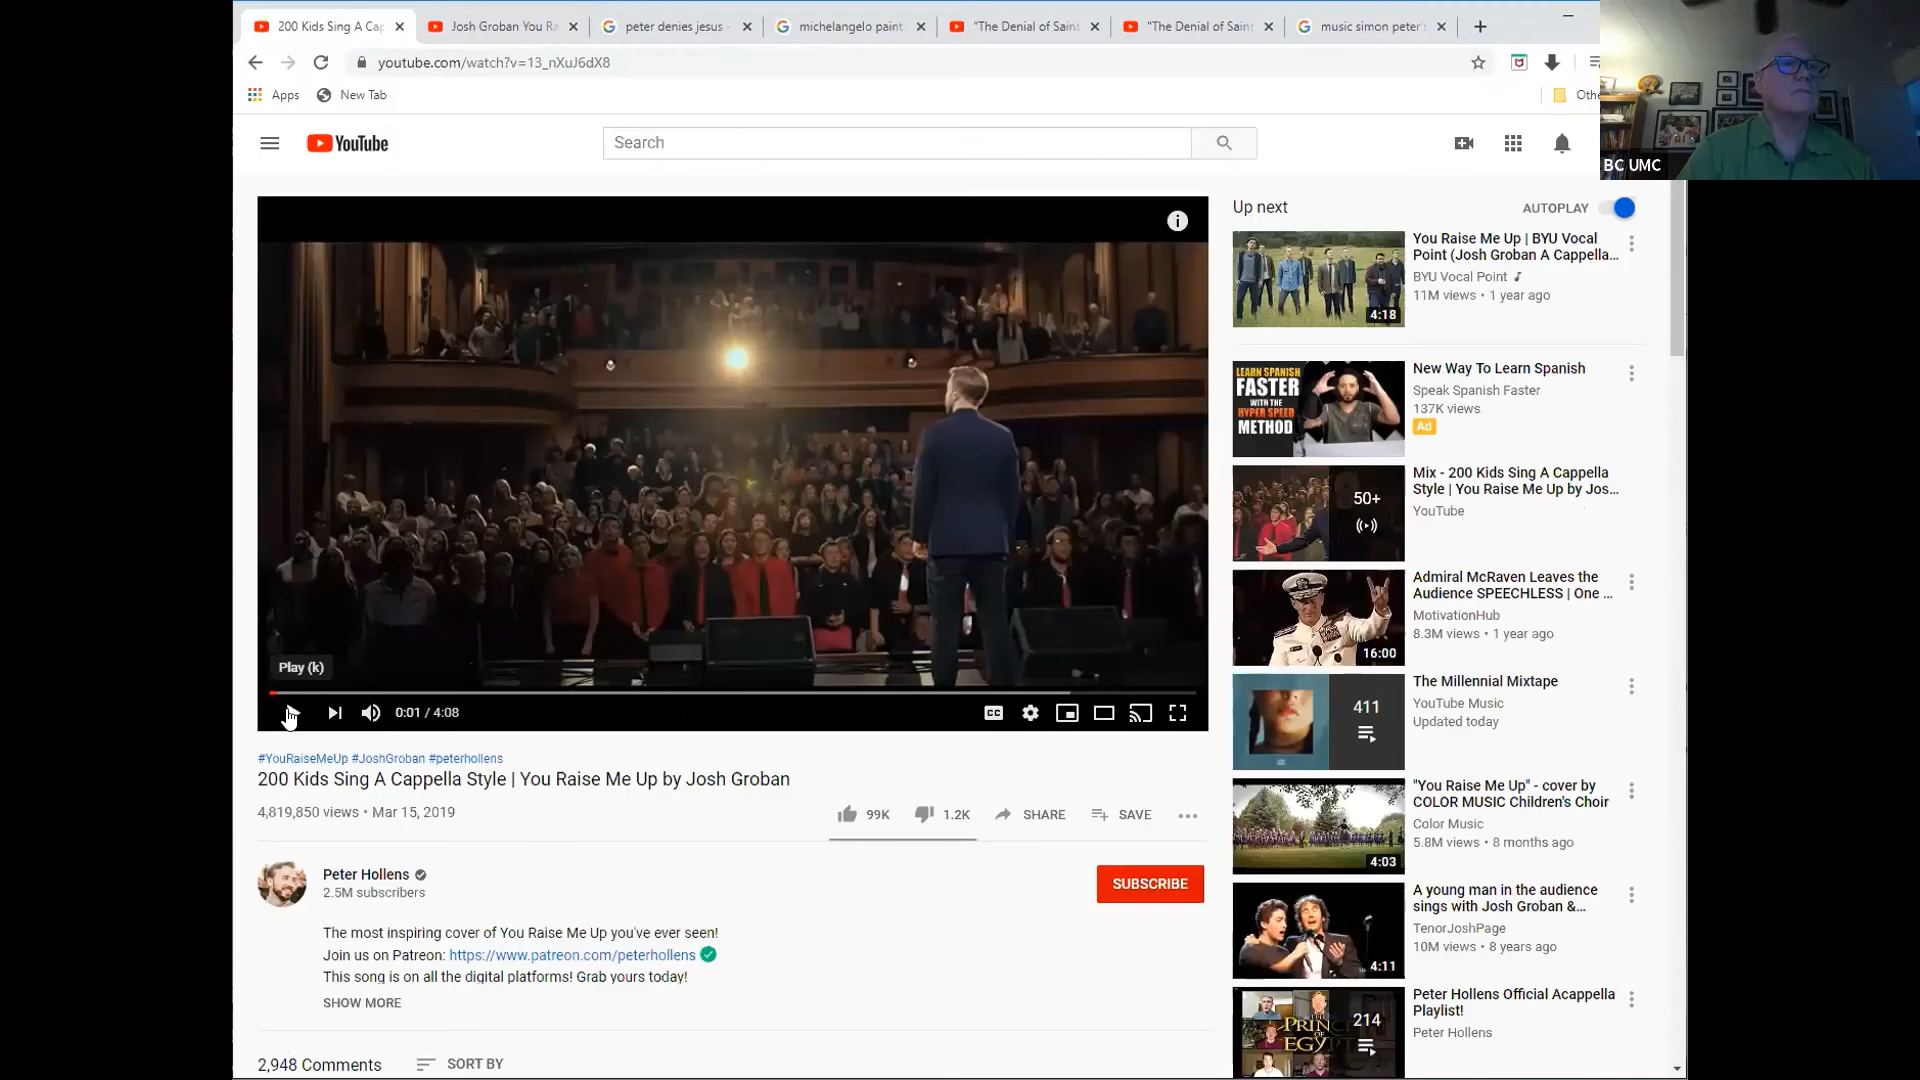 200 Kids Sing A Cap
Josh Groban You Ra
peter denies jesus -
michelangelo paint
"The Denial of Saint
"The Denial of Saint
music simon peter's
youtube.com/watch?v=13_nXuJ6dX8
Apps
New Tab
Othe
BC UMC
YouTube
Search
Up next
AUTOPLAY
You Raise Me Up | BYU Vocal
Point (Josh Groban A Cappella...
BYU Vocal Point
11M views • 1 year ago
4:18
LEARN SPANISH
FASTER
WITH THE
HYPER SPEED
METHOD
New Way To Learn Spanish
Speak Spanish Faster
137K views
Ad
50+
Mix - 200 Kids Sing A Cappella
Style | You Raise Me Up by Jos...
YouTube
Admiral McRaven Leaves the
Audience SPEECHLESS | One ...
MotivationHub
8.3M views • 1 year ago
16:00
411
The Millennial Mixtape
YouTube Music
Updated today
"You Raise Me Up" - cover by
COLOR MUSIC Children's Choir
Color Music
5.8M views • 8 months ago
4:03
A young man in the audience
sings with Josh Groban &...
TenorJoshPage
10M views • 8 years ago
4:11
PRINCE
OF
EGYPT
214
Peter Hollens Official Acappella
Playlist!
Peter Hollens
Play (k)
0:01 / 4:08
CC
#YouRaiseMeUp #JoshGroban #peterhollens
200 Kids Sing A Cappella Style | You Raise Me Up by Josh Groban
4,819,850 views • Mar 15, 2019
99K
1.2K
SHARE
SAVE
Peter Hollens
2.5M subscribers
SUBSCRIBE
The most inspiring cover of You Raise Me Up you've ever seen!
Join us on Patreon: https://www.patreon.com/peterhollens
This song is on all the digital platforms! Grab yours today!
SHOW MORE
2,948 Comments
SORT BY